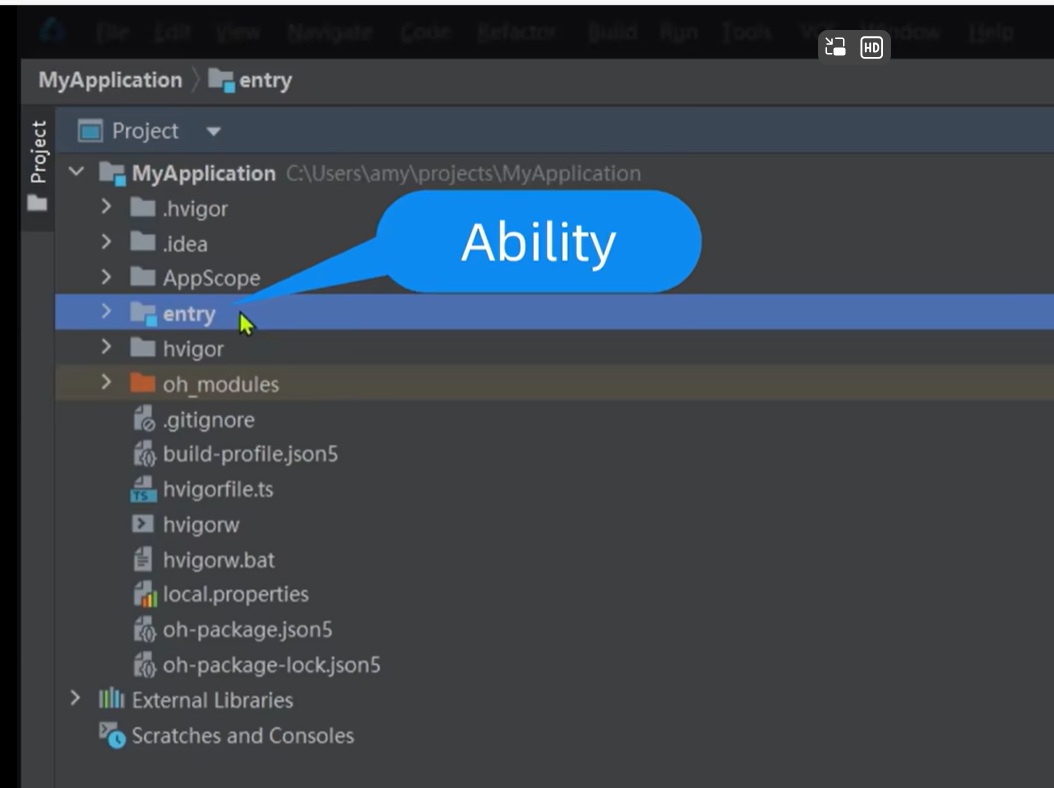 File Edit View Navigate Code Refactor Build Run Tools Window Help
HD
MyApplication entry
Project
Project
MyApplication C:\Users\amy\projects\MyApplication
.hvigor
.idea
Ability
AppScope
entry
hvigor
oh_modules
.gitignore
build-profile.json5
TS hvigorfile.ts
hvigorw
hvigorw.bat
local.properties
oh-package.json5
oh-package-lock.json5
External Libraries
Scratches and Consoles